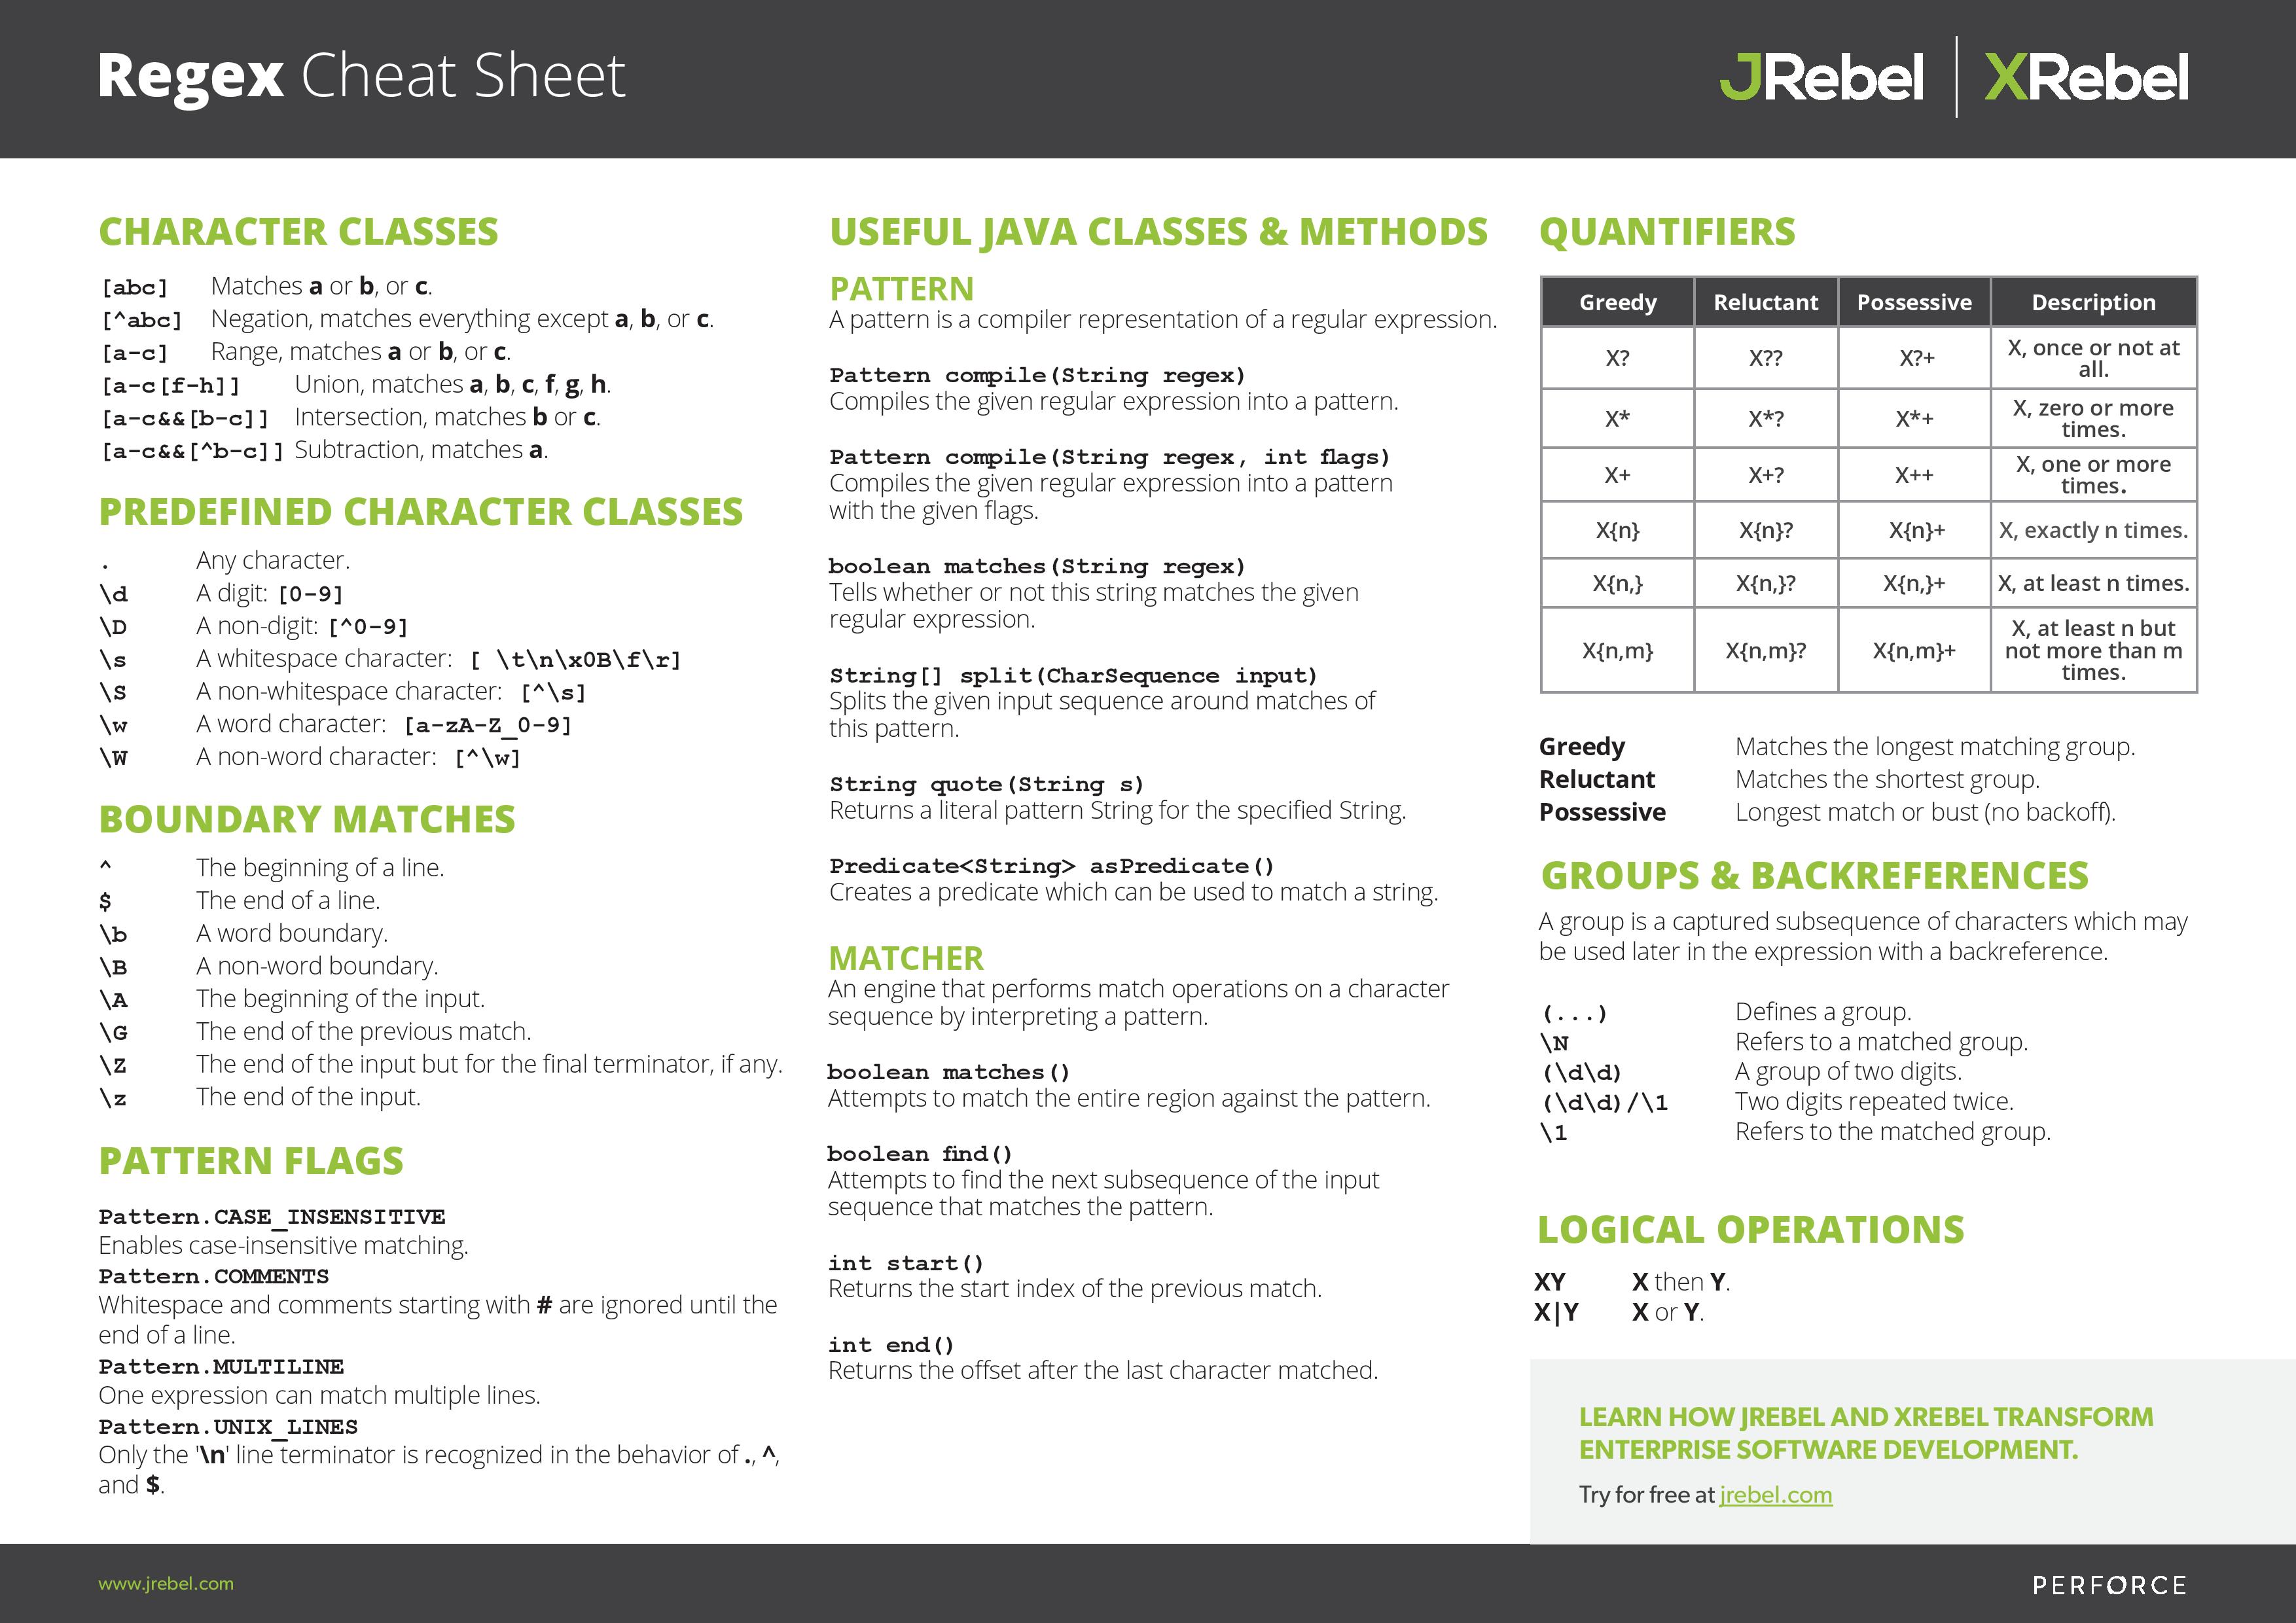 Regex Cheat Sheet
JRebel | XRebel
CHARACTER CLASSES
[abc] Matches a or b, or c.
[^abc] Negation, matches everything except a, b, or c.
[a-c] Range, matches a or b, or c.
[a-c[f-h]] Union, matches a, b, c, f, g, h.
[a-c&&[b-c]] Intersection, matches b or c.
[a-c&&[^b-c]] Subtraction, matches a.
PREDEFINED CHARACTER CLASSES
. Any character.
\d A digit: [0-9]
\D A non-digit: [^0-9]
\s A whitespace character: [ \t\n\x0B\f\r]
\S A non-whitespace character: [^\s]
\w A word character: [a-zA-Z_0-9]
\W A non-word character: [^\w]
BOUNDARY MATCHES
^ The beginning of a line.
$ The end of a line.
\b A word boundary.
\B A non-word boundary.
\A The beginning of the input.
\G The end of the previous match.
\Z The end of the input but for the final terminator, if any.
\z The end of the input.
PATTERN FLAGS
Pattern.CASE_INSENSITIVE
Enables case-insensitive matching.
Pattern.COMMENTS
Whitespace and comments starting with # are ignored until the
end of a line.
Pattern.MULTILINE
One expression can match multiple lines.
Pattern.UNIX_LINES
Only the '\n' line terminator is recognized in the behavior of ., ^,
and $.
USEFUL JAVA CLASSES & METHODS
PATTERN
A pattern is a compiler representation of a regular expression.
Pattern compile(String regex)
Compiles the given regular expression into a pattern.
Pattern compile(String regex, int flags)
Compiles the given regular expression into a pattern
with the given flags.
boolean matches(String regex)
Tells whether or not this string matches the given
regular expression.
String[] split(CharSequence input)
Splits the given input sequence around matches of
this pattern.
String quote(String s)
Returns a literal pattern String for the specified String.
Predicate<String> asPredicate()
Creates a predicate which can be used to match a string.
MATCHER
An engine that performs match operations on a character
sequence by interpreting a pattern.
boolean matches()
Attempts to match the entire region against the pattern.
boolean find()
Attempts to find the next subsequence of the input
sequence that matches the pattern.
int start()
Returns the start index of the previous match.
int end()
Returns the offset after the last character matched.
QUANTIFIERS
Greedy Reluctant Possessive Description
X? X?? X?+ X, once or not at
all.
X* X*? X*+ X, zero or more
times.
X+ X+? X++ X, one or more
times.
X{n} X{n}? X{n}+ X, exactly n times.
X{n,} X{n,}? X{n,}+ X, at least n times.
X{n,m} X{n,m}? X{n,m}+ X, at least n but
not more than m
times.
Greedy Matches the longest matching group.
Reluctant Matches the shortest group.
Possessive Longest match or bust (no backoff).
GROUPS & BACKREFERENCES
A group is a captured subsequence of characters which may
be used later in the expression with a backreference.
(...) Defines a group.
\N Refers to a matched group.
(\d\d) A group of two digits.
(\d\d)/\1 Two digits repeated twice.
\1 Refers to the matched group.
LOGICAL OPERATIONS
XY X then Y.
X|Y X or Y.
LEARN HOW JREBEL AND XREBEL TRANSFORM
ENTERPRISE SOFTWARE DEVELOPMENT.
Try for free at jrebel.com
www.jrebel.com
PERFORCE